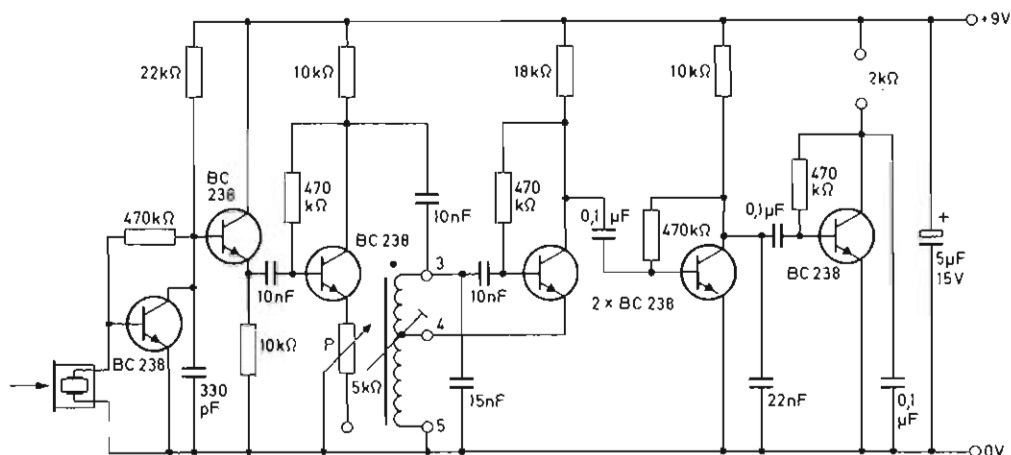 +9V
22kΩ
10kΩ
18kΩ
10kΩ
2kΩ
BC
238
470
kΩ
470
kΩ
470
kΩ
470kΩ
10nF
0,1 µF
470kΩ
0,1µF
BC 238
3
+
5µF
15V
10nF
10nF
2 × BC 238
BC 238
4
BC 238
10kΩ
P
5kΩ
330
pF
15nF
22nF
0,1
µF
5
0V